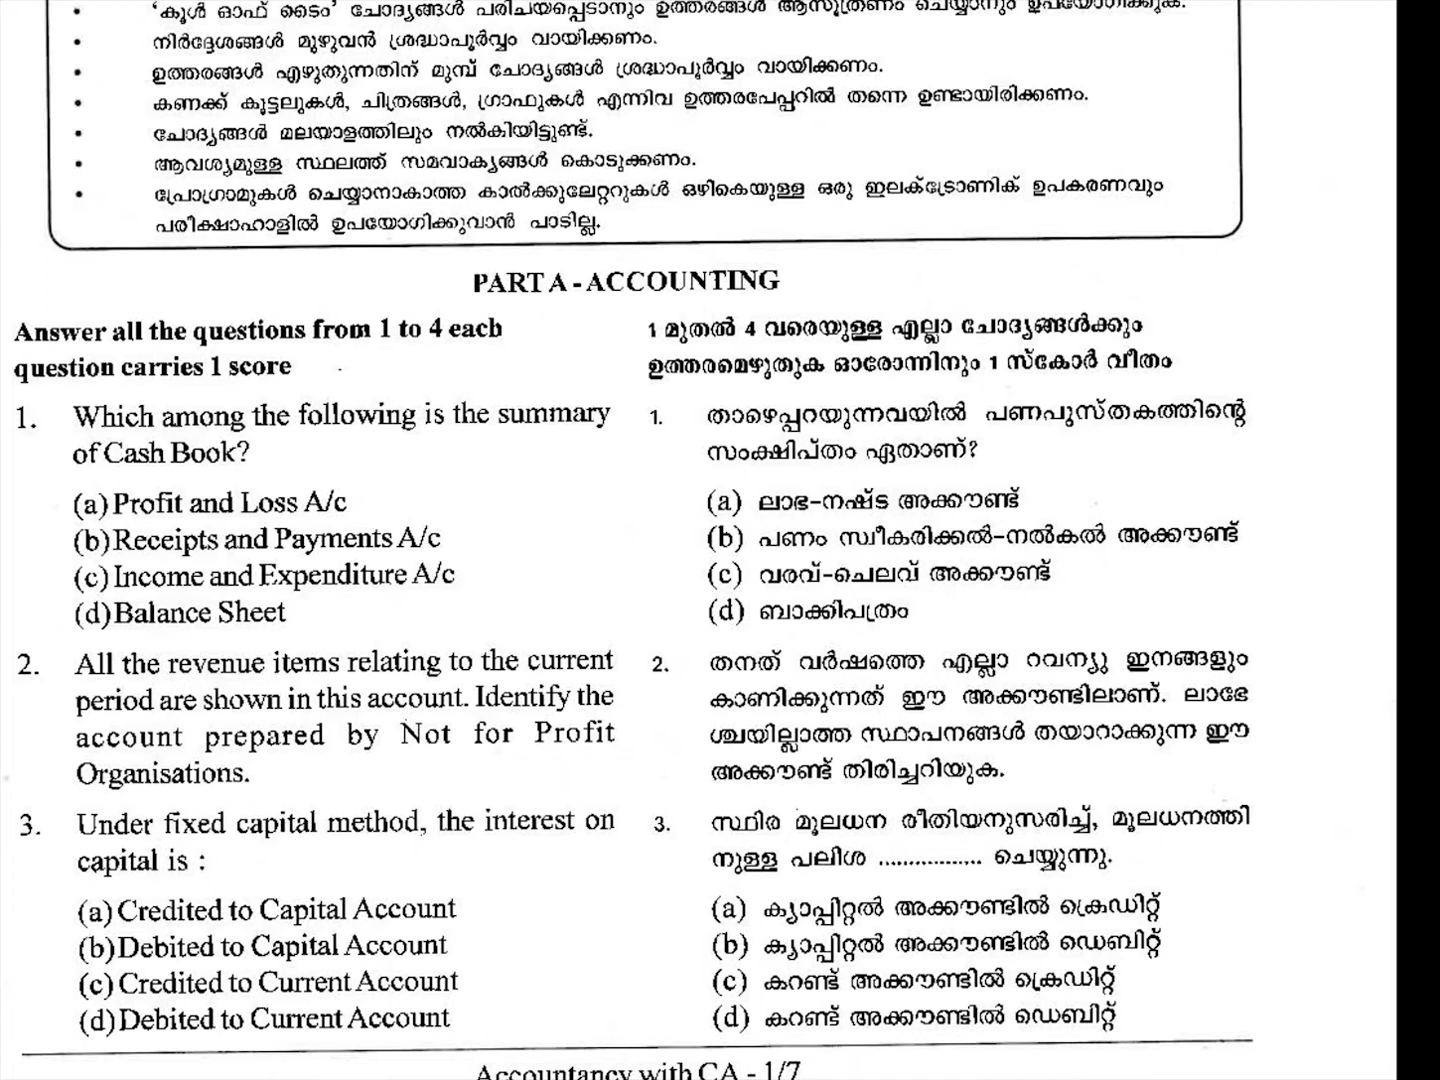 'കൂൾ ഓഫ് ടൈം' ചോദ്യങ്ങൾ പരിചയപ്പെടാനും ഉത്തരങ്ങൾ ആസൂത്രണം ചെയ്യാനും ഉപയോഗിക്കുക.
നിർദ്ദേശങ്ങൾ മുഴുവൻ ശ്രദ്ധാപൂർവ്വം വായിക്കണം.
ഉത്തരങ്ങൾ എഴുതുന്നതിന് മുമ്പ് ചോദ്യങ്ങൾ ശ്രദ്ധാപൂർവ്വം വായിക്കണം.
കണക്ക് കൂട്ടലുകൾ, ചിത്രങ്ങൾ, ഗ്രാഫുകൾ എന്നിവ ഉത്തരപേപ്പറിൽ തന്നെ ഉണ്ടായിരിക്കണം.
ചോദ്യങ്ങൾ മലയാളത്തിലും നൽകിയിട്ടുണ്ട്.
ആവശ്യമുള്ള സ്ഥലത്ത് സമവാക്യങ്ങൾ കൊടുക്കണം.
പ്രോഗ്രാമുകൾ ചെയ്യാനാകാത്ത കാൽക്കുലേറ്ററുകൾ ഒഴികെയുള്ള ഒരു ഇലക്ട്രോണിക് ഉപകരണവും
പരീക്ഷാഹാളിൽ ഉപയോഗിക്കുവാൻ പാടില്ല.
PART A - ACCOUNTING
Answer all the questions from 1 to 4 each
question carries 1 score
1. Which among the following is the summary
of Cash Book?
(a) Profit and Loss A/c
(b) Receipts and Payments A/c
(c) Income and Expenditure A/c
(d) Balance Sheet
2. All the revenue items relating to the current
period are shown in this account. Identify the
account prepared by Not for Profit
Organisations.
3. Under fixed capital method, the interest on
capital is :
(a) Credited to Capital Account
(b) Debited to Capital Account
(c) Credited to Current Account
(d) Debited to Current Account
1 മുതൽ 4 വരെയുള്ള എല്ലാ ചോദ്യങ്ങൾക്കും
ഉത്തരമെഴുതുക ഓരോന്നിനും 1 സ്കോർ വീതം
1. താഴെപ്പറയുന്നവയിൽ പണപുസ്തകത്തിന്റെ
സംക്ഷിപ്തം ഏതാണ്?
(a) ലാഭ-നഷ്ട അക്കൗണ്ട്
(b) പണം സ്വീകരിക്കൽ-നൽകൽ അക്കൗണ്ട്
(c) വരവ്-ചെലവ് അക്കൗണ്ട്
(d) ബാക്കിപത്രം
2. തനത് വർഷത്തെ എല്ലാ റവന്യു ഇനങ്ങളും
കാണിക്കുന്നത് ഈ അക്കൗണ്ടിലാണ്. ലാഭേ
ശ്ചയില്ലാത്ത സ്ഥാപനങ്ങൾ തയാറാക്കുന്ന ഈ
അക്കൗണ്ട് തിരിച്ചറിയുക.
3. സ്ഥിര മൂലധന രീതിയനുസരിച്ച്, മൂലധനത്തി
നുള്ള പലിശ ................. ചെയ്യുന്നു.
(a) ക്യാപ്പിറ്റൽ അക്കൗണ്ടിൽ ക്രെഡിറ്റ്
(b) ക്യാപ്പിറ്റൽ അക്കൗണ്ടിൽ ഡെബിറ്റ്
(c) കറണ്ട് അക്കൗണ്ടിൽ ക്രെഡിറ്റ്
(d) കറണ്ട് അക്കൗണ്ടിൽ ഡെബിറ്റ്
Accountancy with CA - 1/7